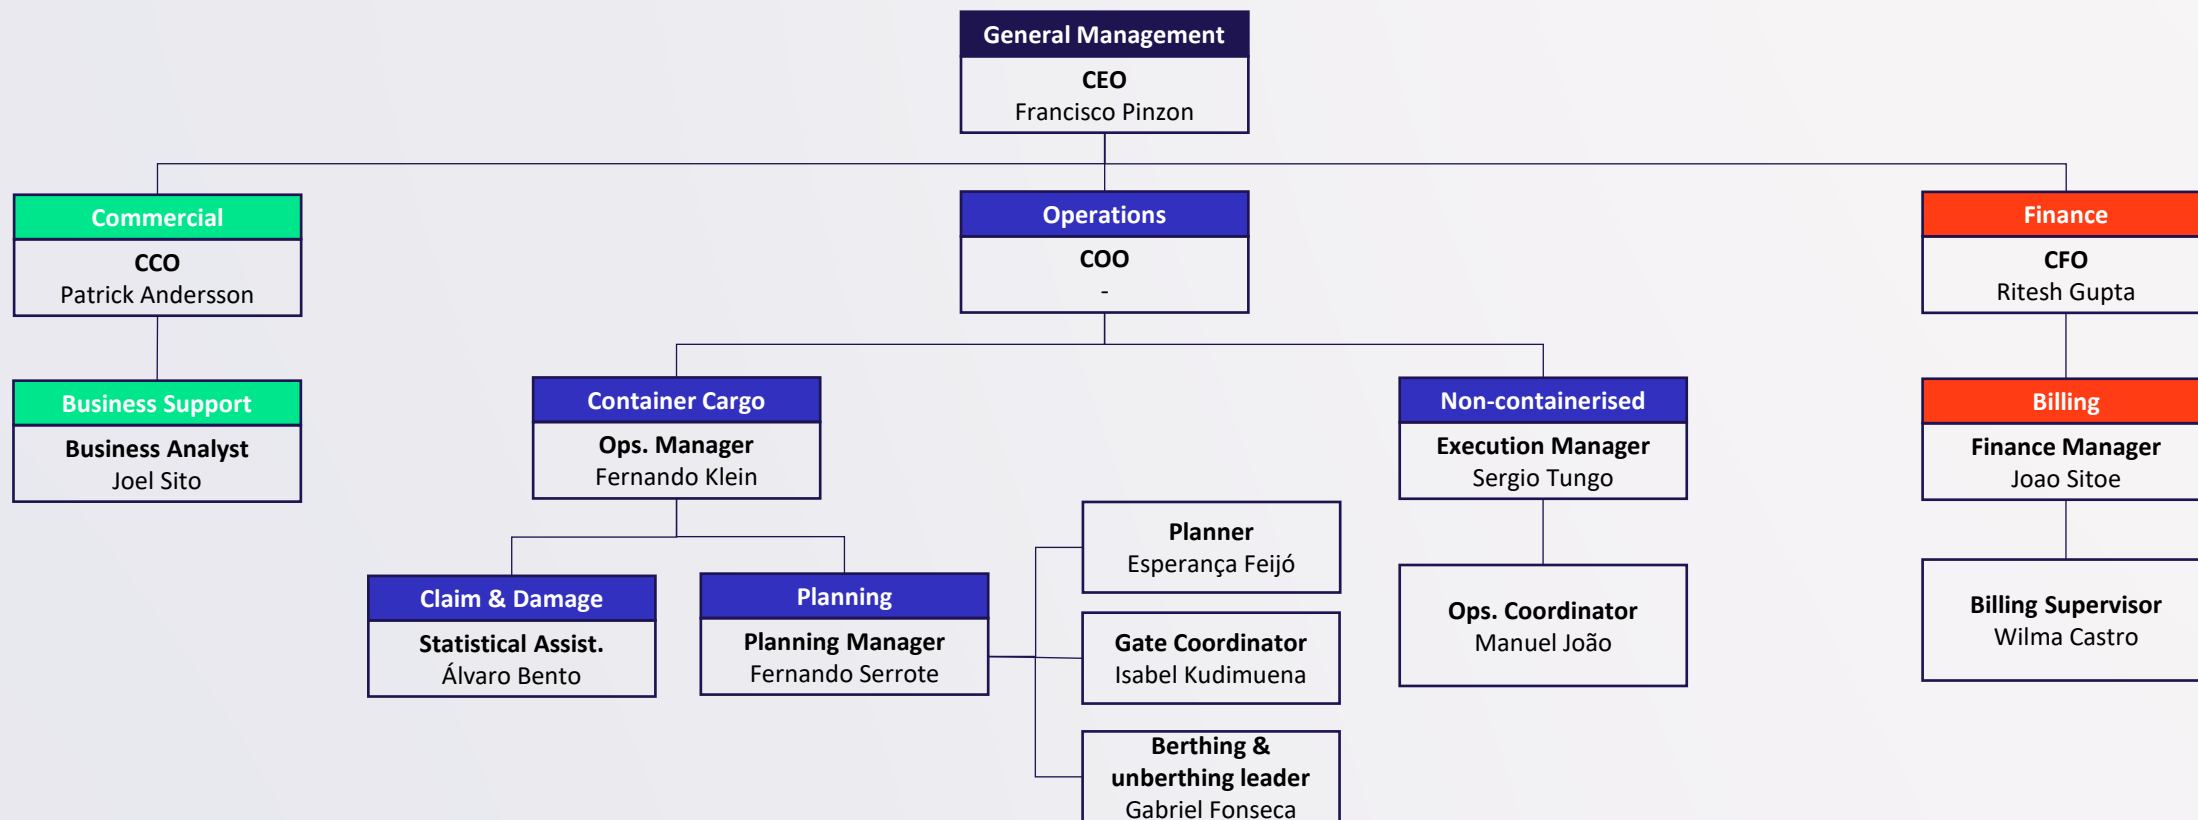 General Management
CEO
Francisco Pinzon
Commercial
CCO
Patrick Andersson
Operations
COO
-
Finance
CFO
Ritesh Gupta
Business Support
Business Analyst
Joel Sito
Container Cargo
Ops. Manager
Fernando Klein
Non-containerised
Execution Manager
Sergio Tungo
Billing
Finance Manager
Joao Sitoe
Claim & Damage
Statistical Assist.
Álvaro Bento
Planning
Planning Manager
Fernando Serrote
Planner
Esperança Feijó
Gate Coordinator
Isabel Kudimuena
Berthing &
unberthing leader
Gabriel Fonseca
Ops. Coordinator
Manuel João
Billing Supervisor
Wilma Castro